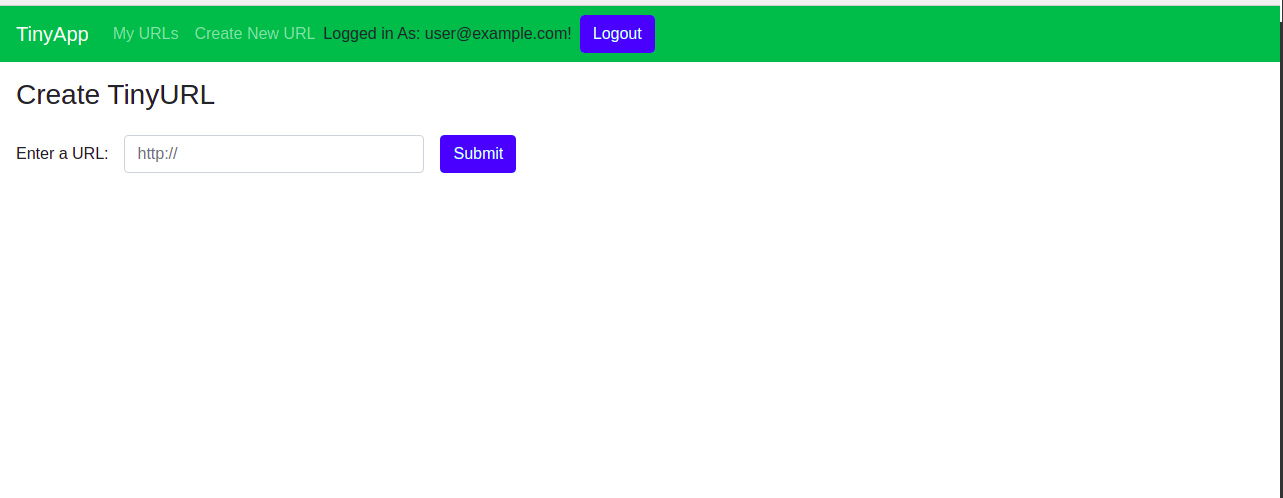 TinyApp My URLs Create New URL Logged in As: user@example.com! Logout
Create TinyURL
Enter a URL: http:// Submit